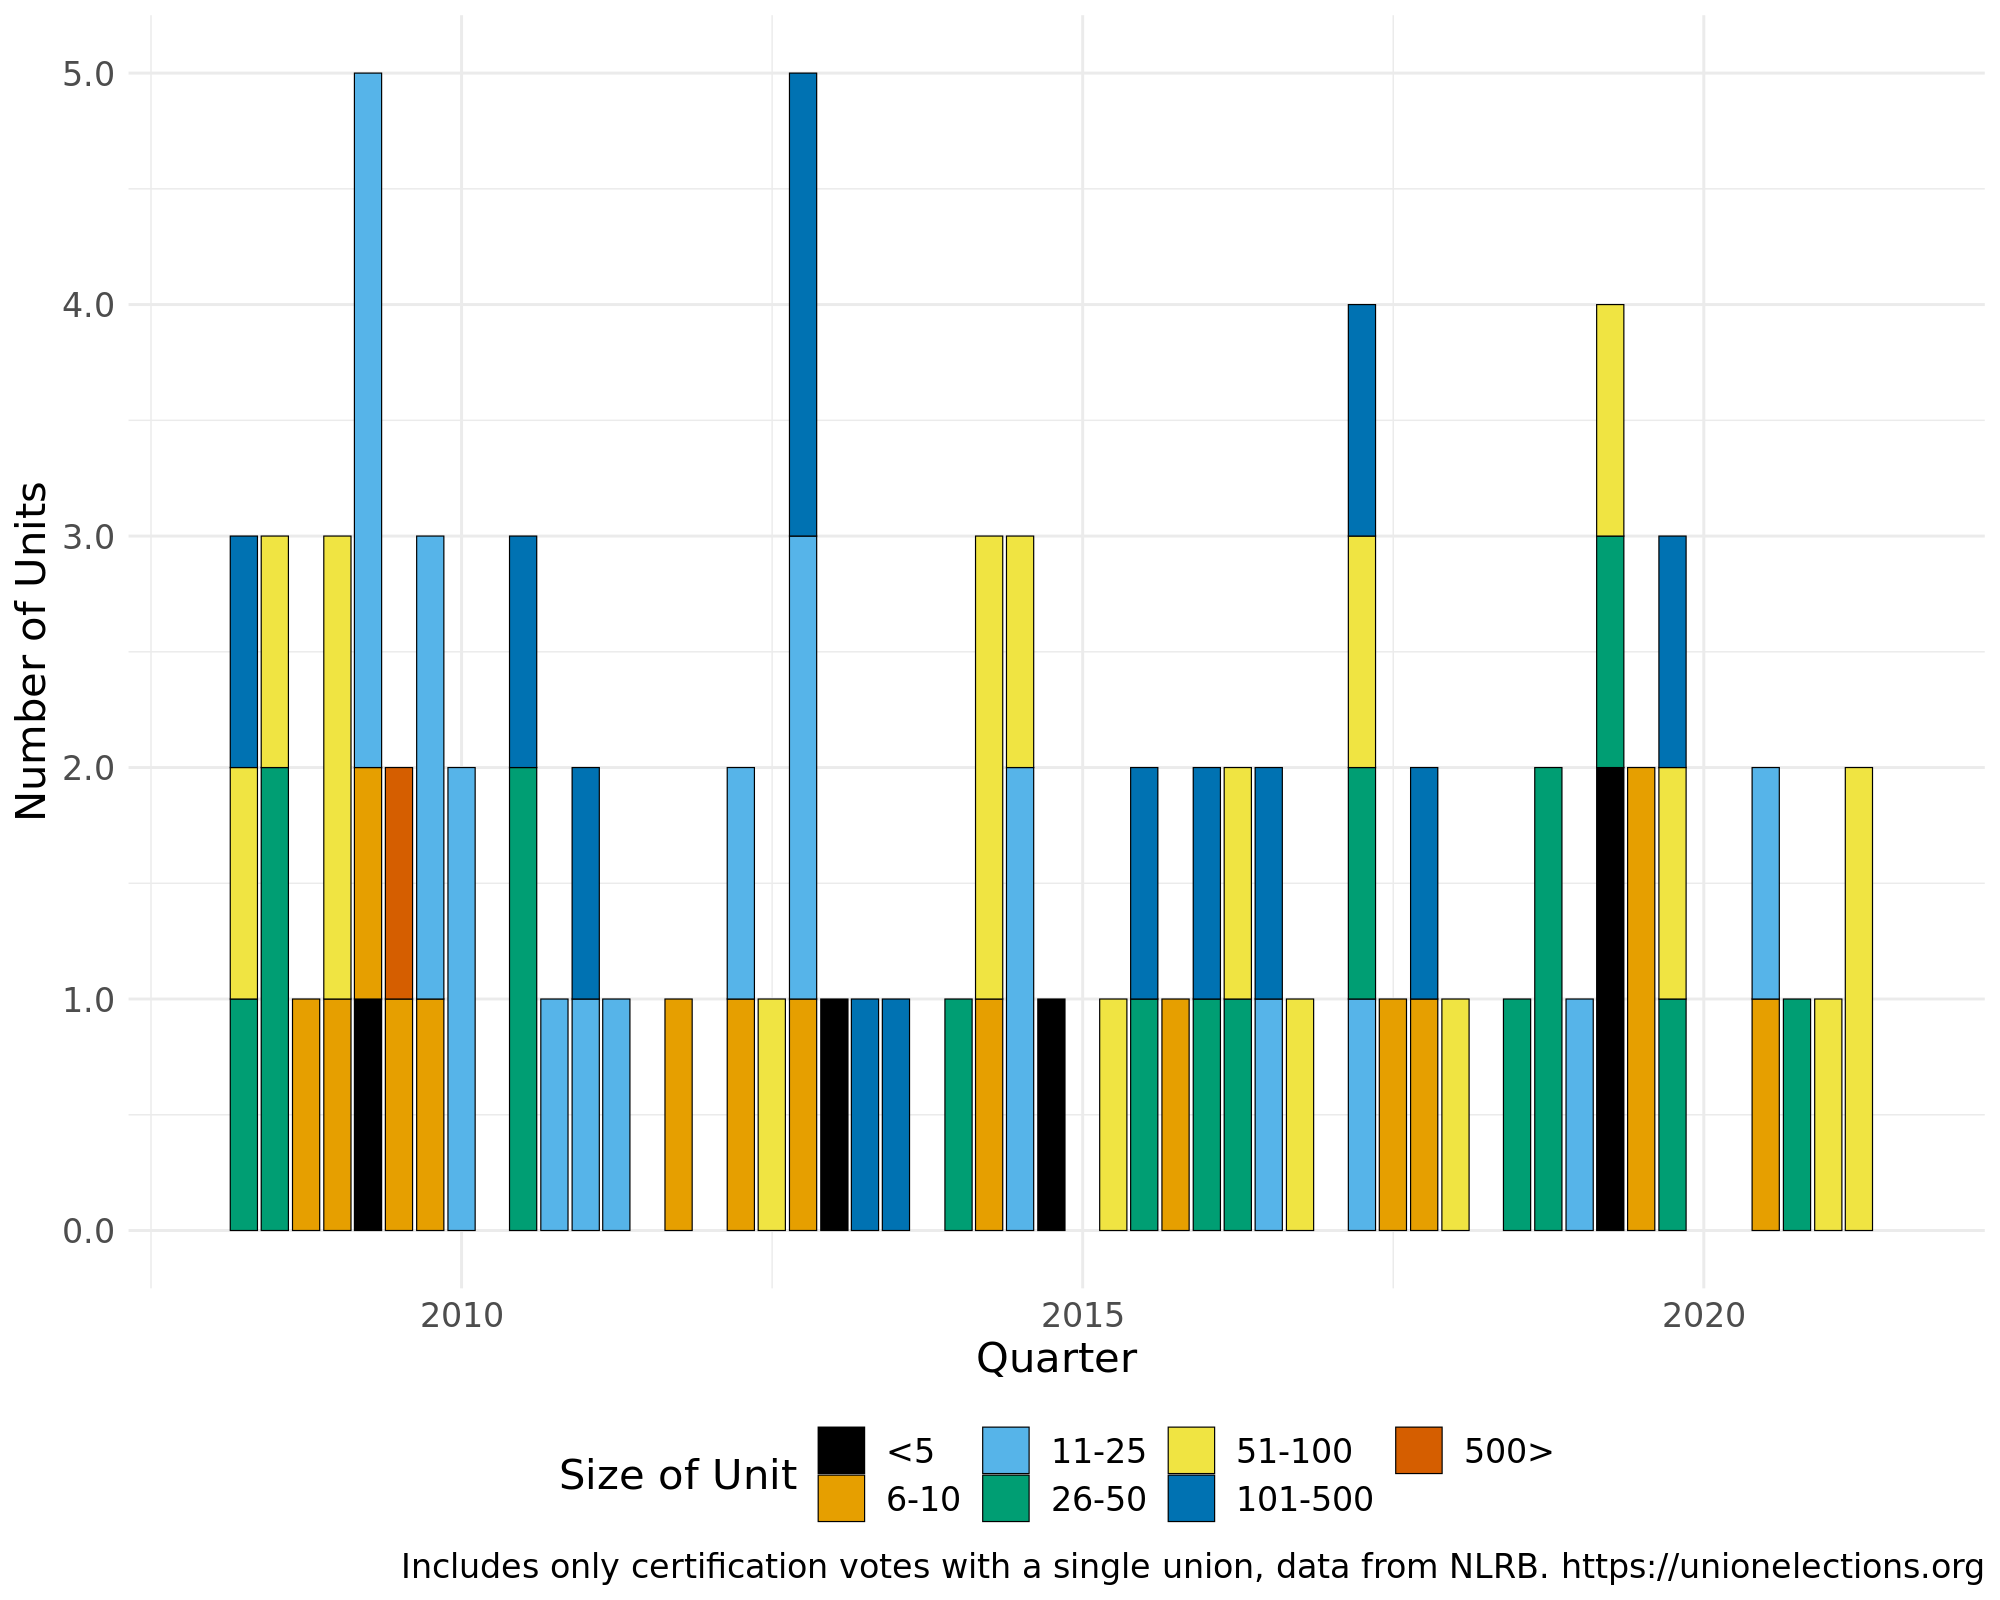 5.0
4.0
3.0
2.0
1.0
0.0
Number of Units
2010 2015 2020
Quarter
Size of Unit
<5 11-25 51-100 500>
6-10 26-50 101-500
Includes only certification votes with a single union, data from NLRB. https://unionelections.org